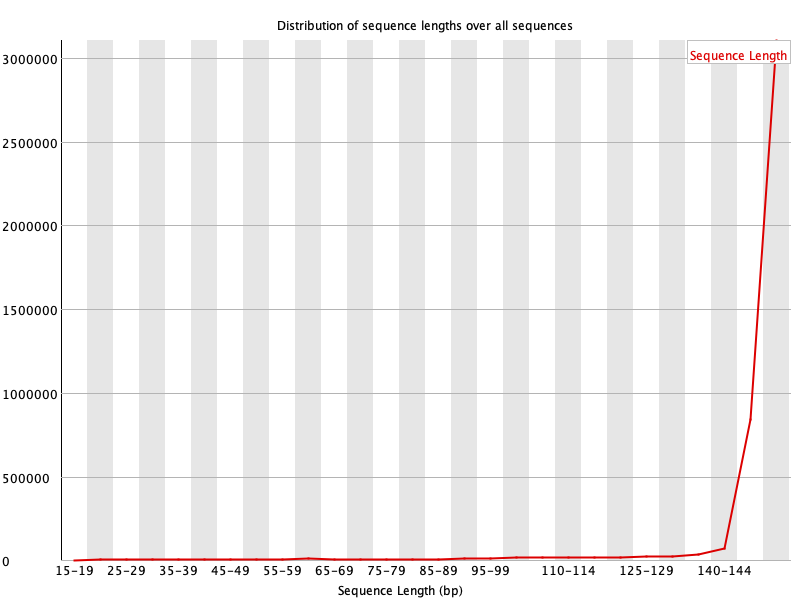 Distribution of sequence lengths over all sequences
Sequence Length
3000000
2500000
2000000
1500000
1000000
500000
0
15-19 25-29 35-39 45-49 55-59 65-69 75-79 85-89 95-99 110-114 125-129 140-144
Sequence Length (bp)